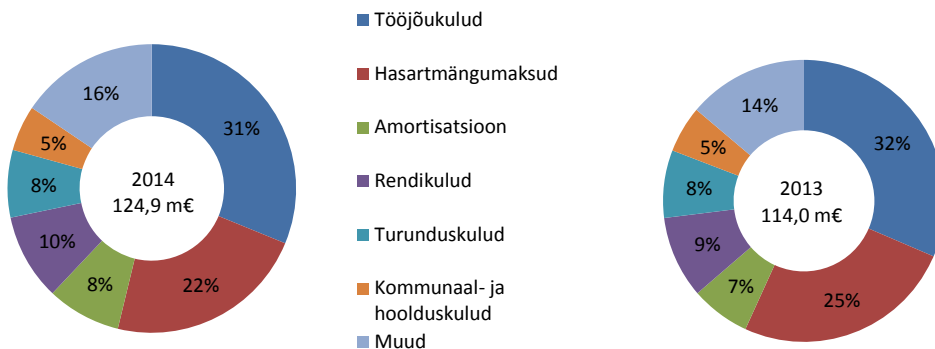 31%
22%
8%
10%
8%
5%
16%
2014
124,9 m€
Tööjõukulud
Hasartmängumaksud
Amortisatsioon
Rendikulud
Turunduskulud
Kommunaal- ja
hoolduskulud
Muud
32%
25%
7%
9%
8%
5%
14%
2013
114,0 m€